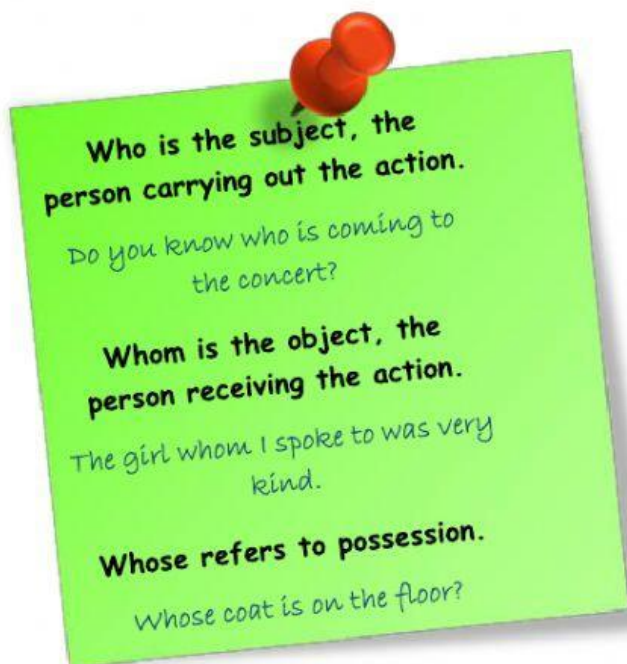 Who is the subject, the
person carrying out the action.
Do you know who is coming to
the concert?
Whom is the object, the
person receiving the action.
The girl whom I spoke to was very
kind.
Whose refers to possession.
Whose coat is on the floor?